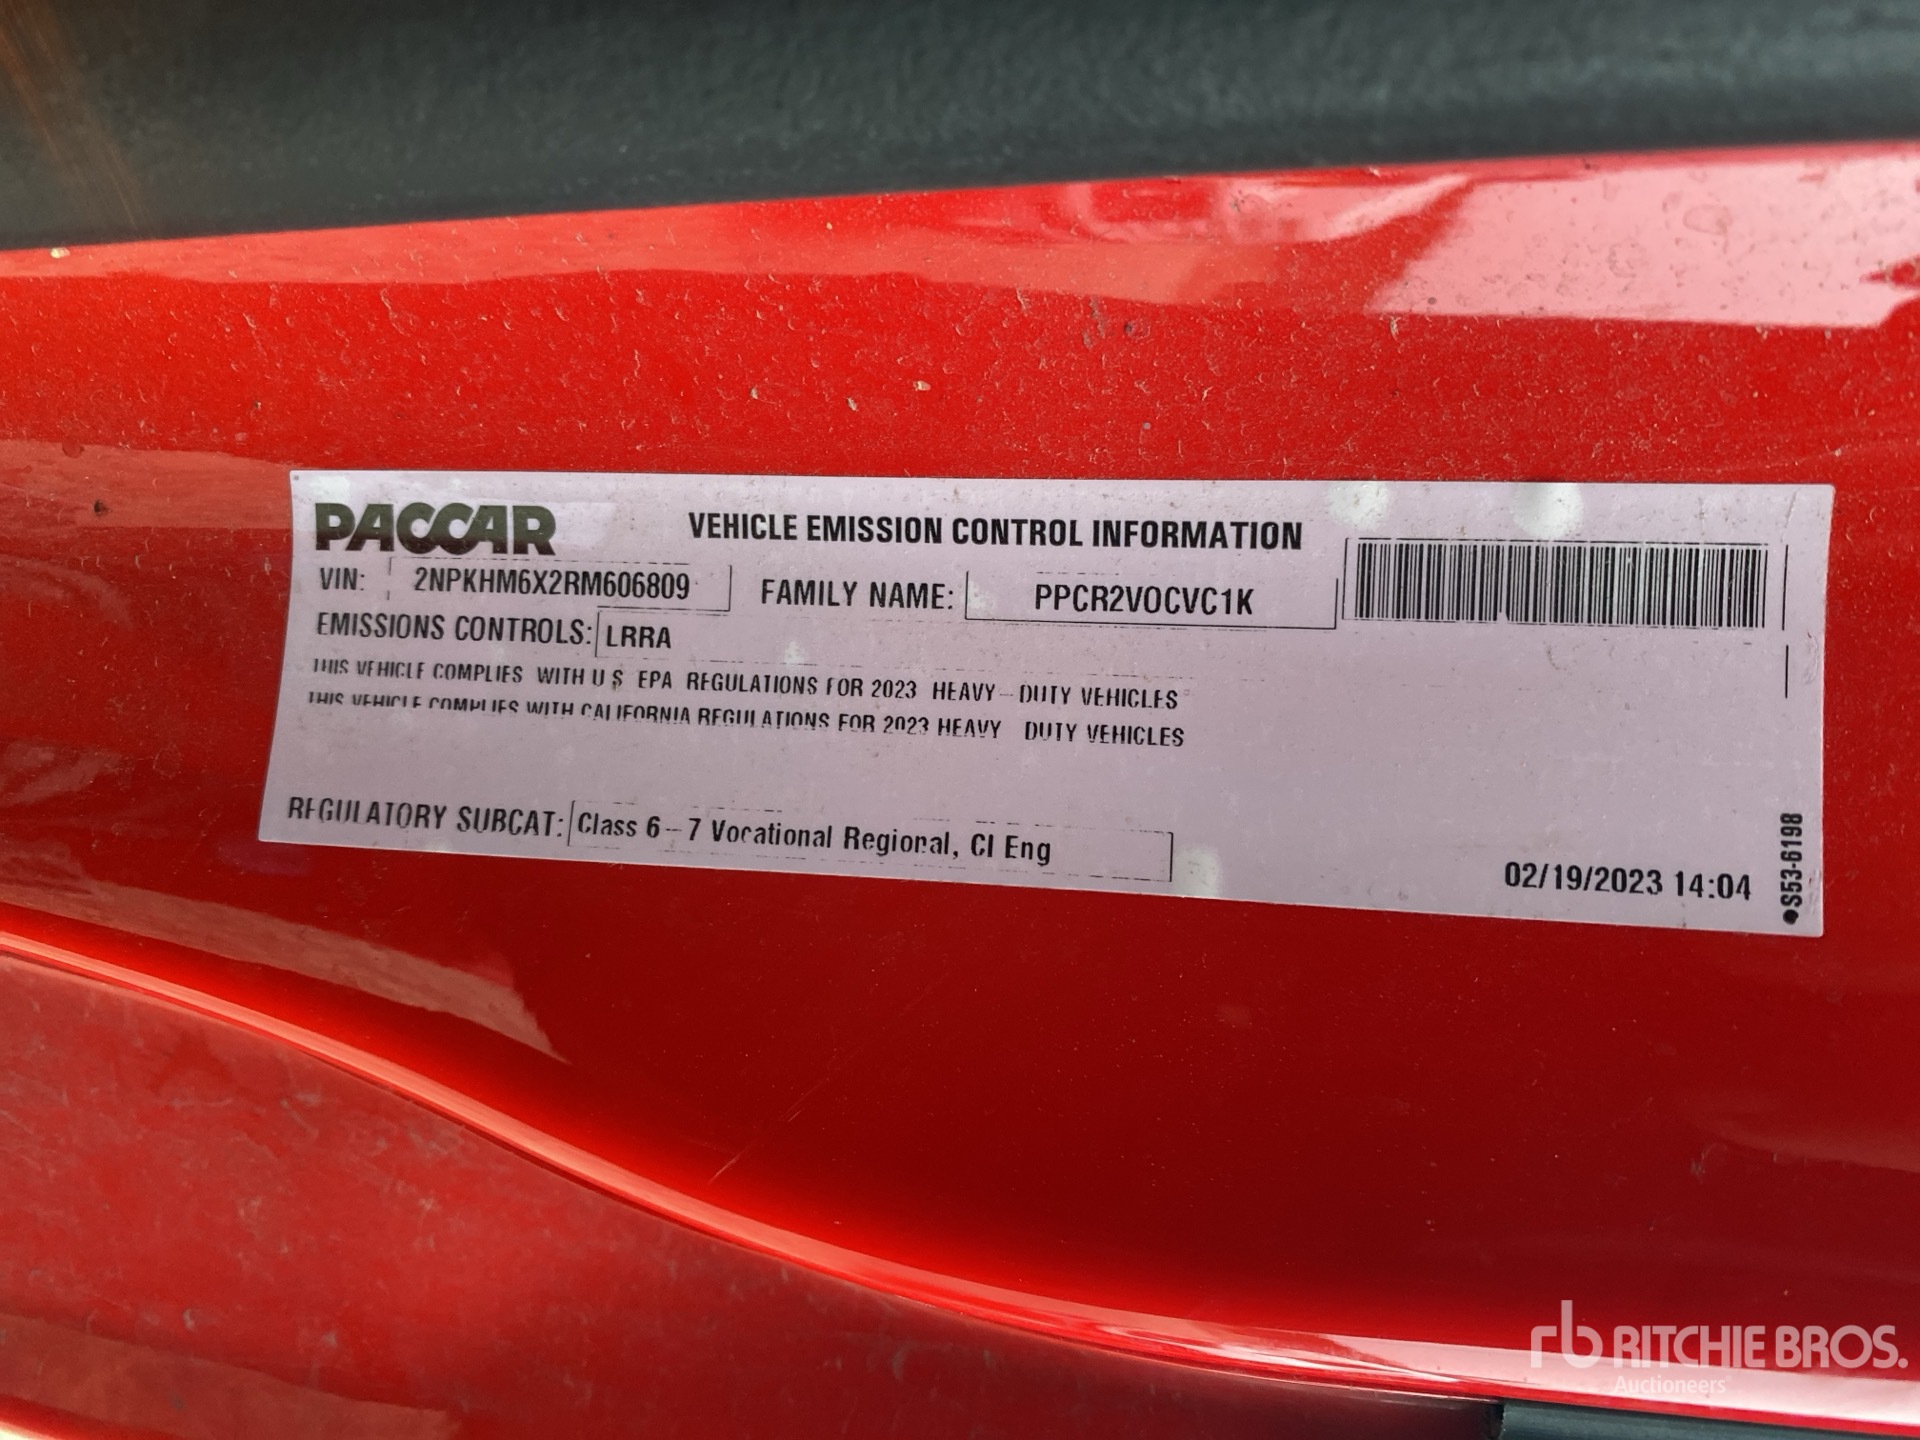 PACCAR VEHICLE EMISSION CONTROL INFORMATION
VIN: 2NPKHM6X2RM606809 FAMILY NAME: PPCR2VOCVC1K
EMISSIONS CONTROLS: LRRA
THIS VEHICLE COMPLIES WITH U S EPA REGULATIONS FOR 2023 HEAVY-DUTY VEHICLES
THIS VEHICLE COMPLIES WITH CALIFORNIA REGULATIONS FOR 2023 HEAVY DUTY VEHICLES
REGULATORY SUBCAT: Class 6-7 Vocational Regional, CI Eng
02/19/2023 14:04
●S53-6198
rb RITCHIE BROS.
Auctioneers